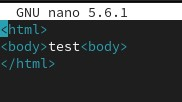 GNU nano 5.6.1
<html>
<body>test<body>
</html>